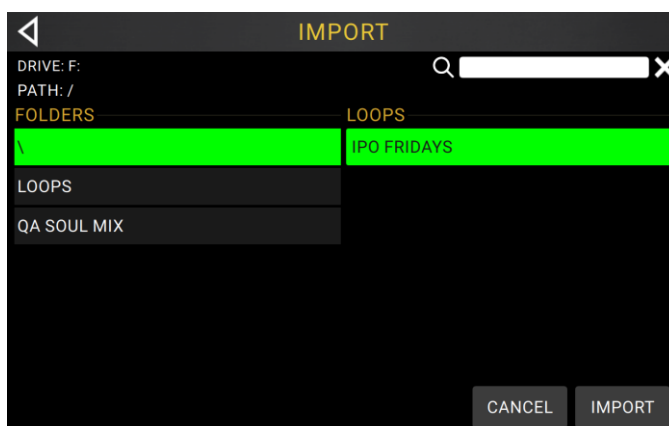 IMPORT
DRIVE: F:
PATH: /
FOLDERS
LOOPS
\
IPO FRIDAYS
LOOPS
QA SOUL MIX
CANCEL
IMPORT